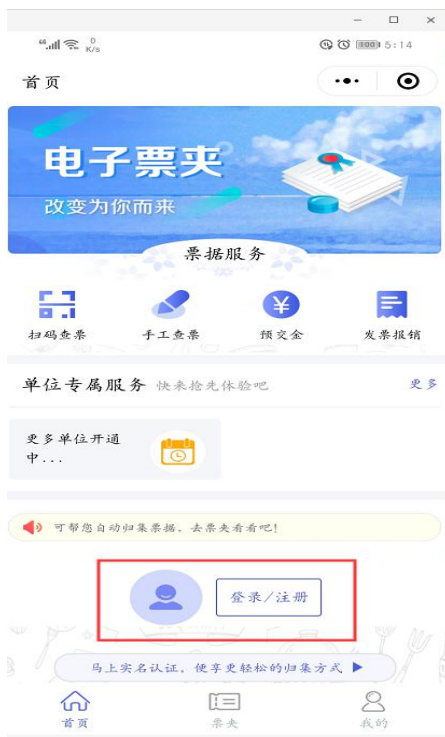 0
K/s
100 5:14
首页
电子票夹
改变为你而来
票据服务
扫码查票 手工查票 预交金 发票报销
单位专属服务 快来抢先体验吧 更多
更多单位开通
中...
可帮您自动归集票据，去票夹看看吧!
登录/注册
马上实名认证，便享更轻松的归集方式
首页 票夹 我的